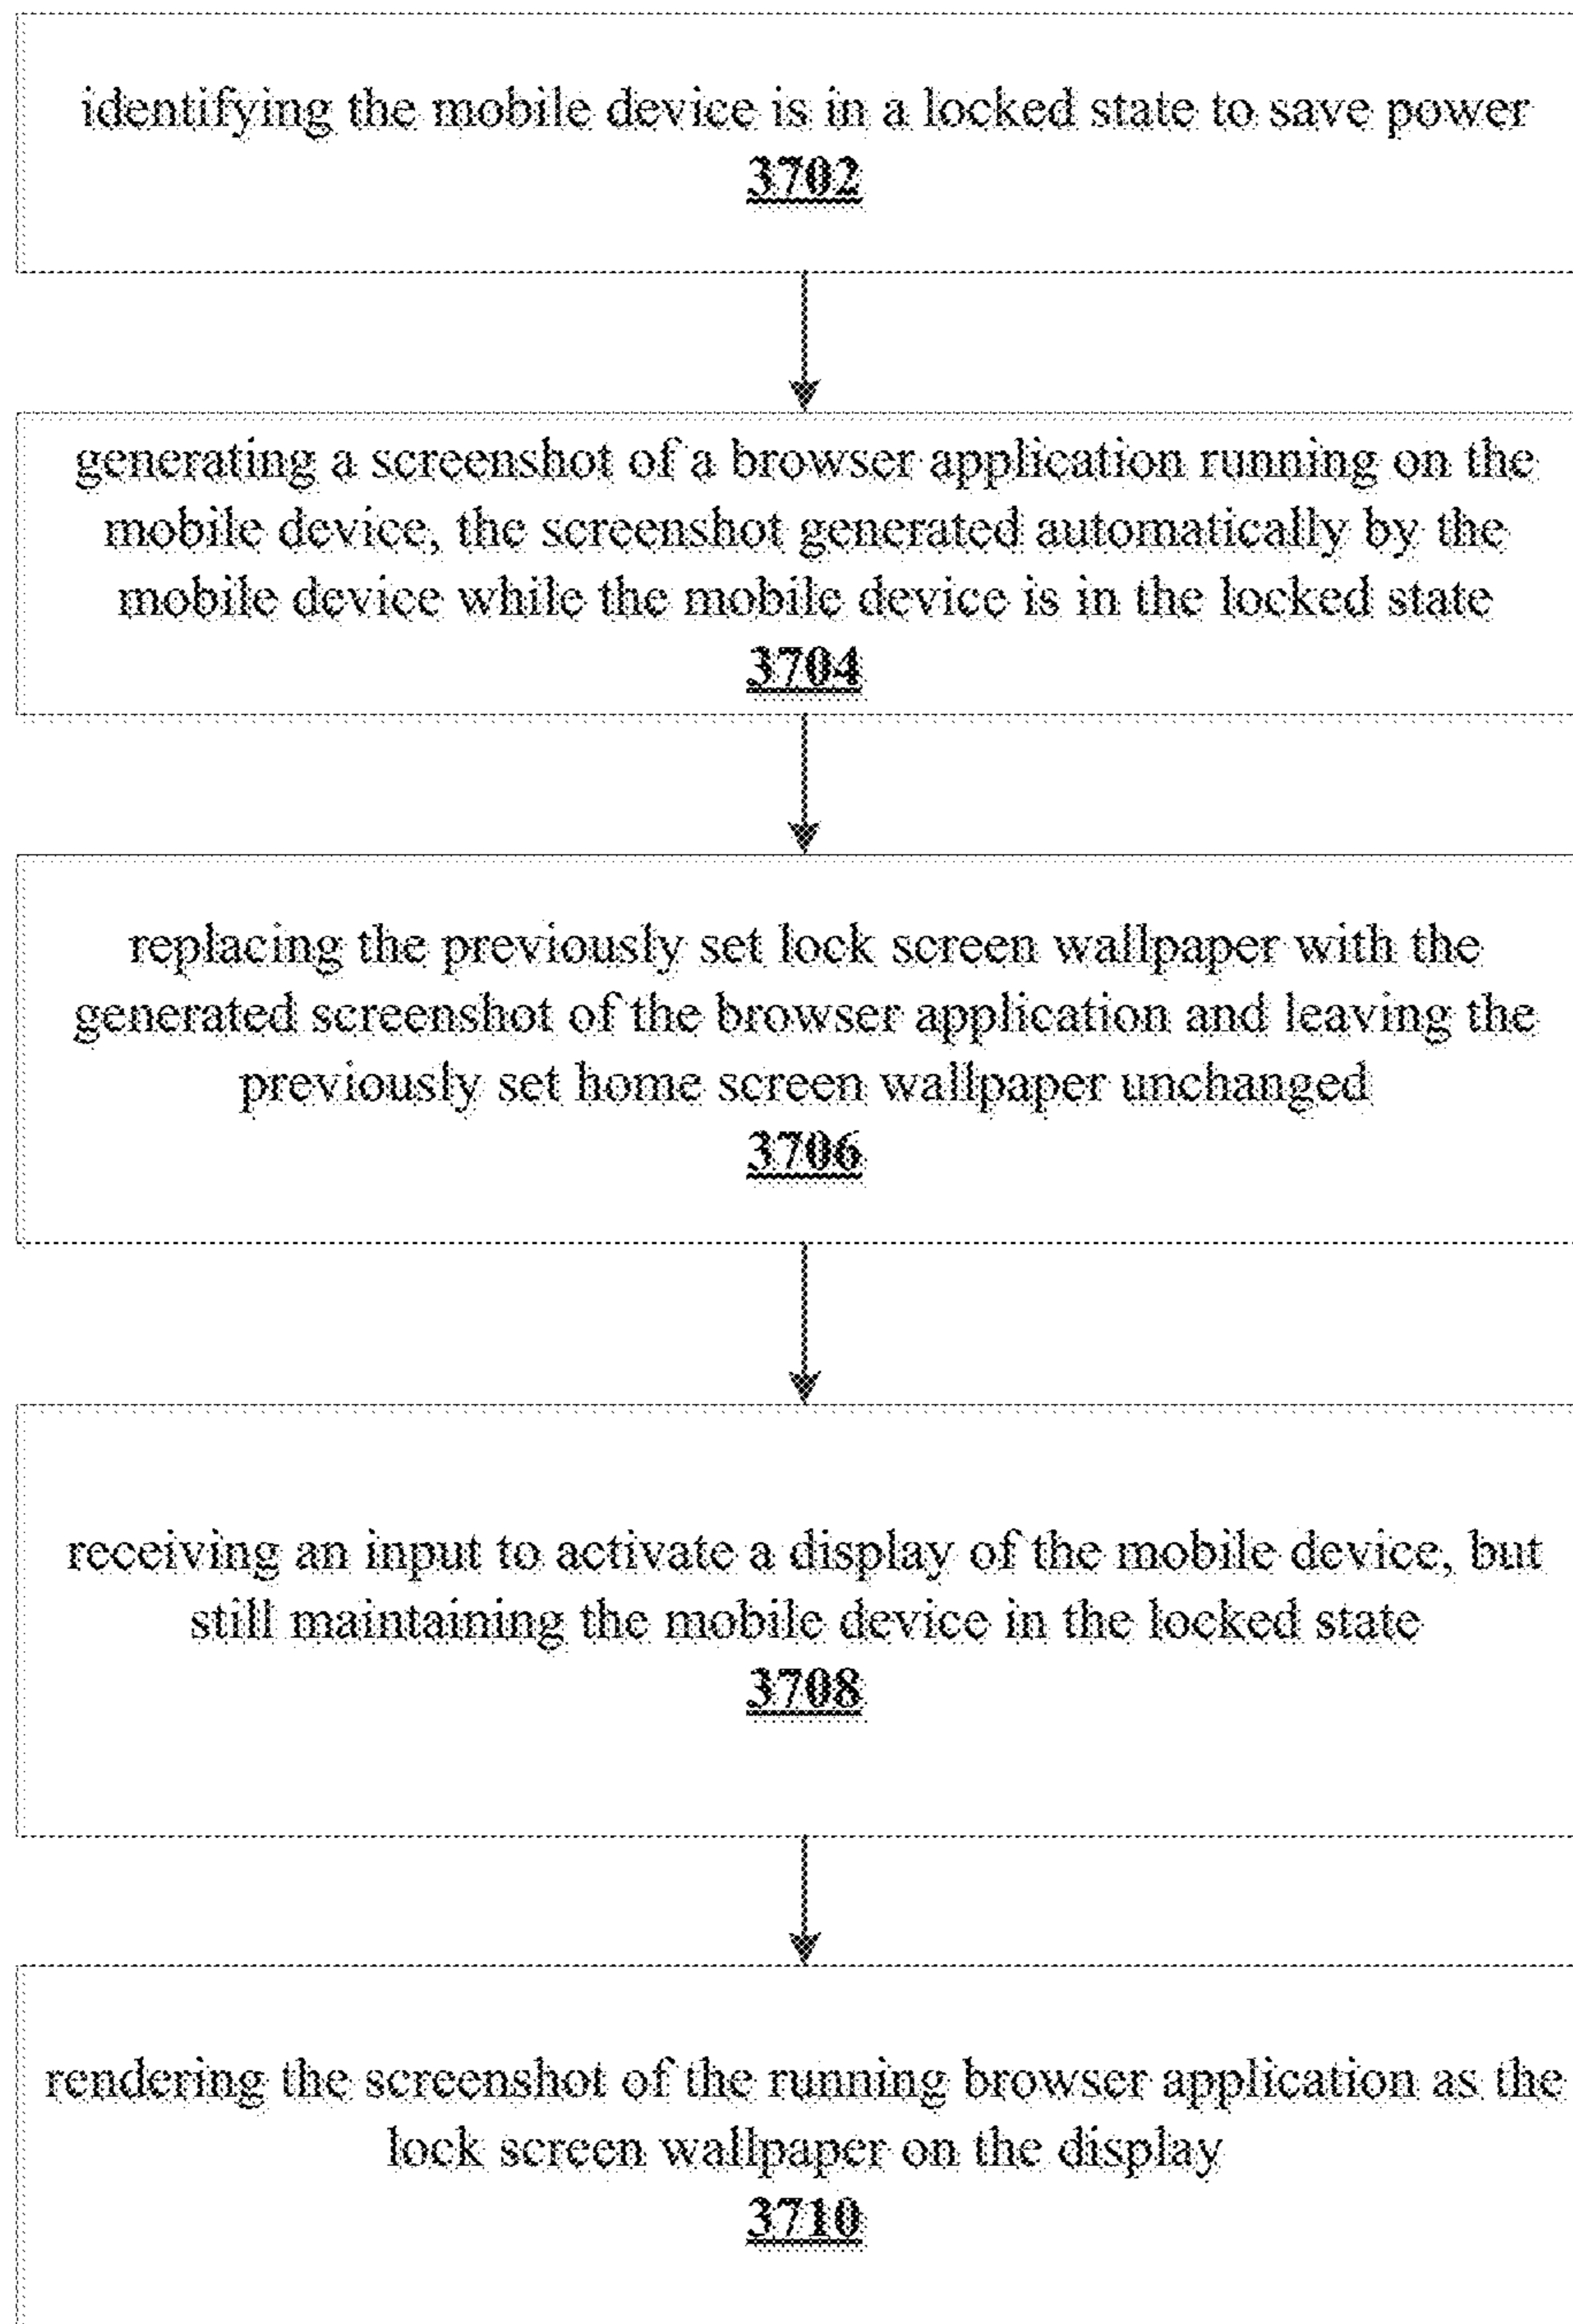 identifying the mobile device is in a locked state to save power
3702
generating a screenshot of a browser application running on the
mobile device, the screenshot generated automatically by the
mobile device while the mobile device is in the locked state
3704
replacing the previously set lock screen wallpaper with the
generated screenshot of the browser application and leaving the
previously set home screen wallpaper unchanged
3706
receiving an input to activate a display of the mobile device, but
still maintaining the mobile device in the locked state
3708
rendering the screenshot of the running browser application as the
lock screen wallpaper on the display
3710